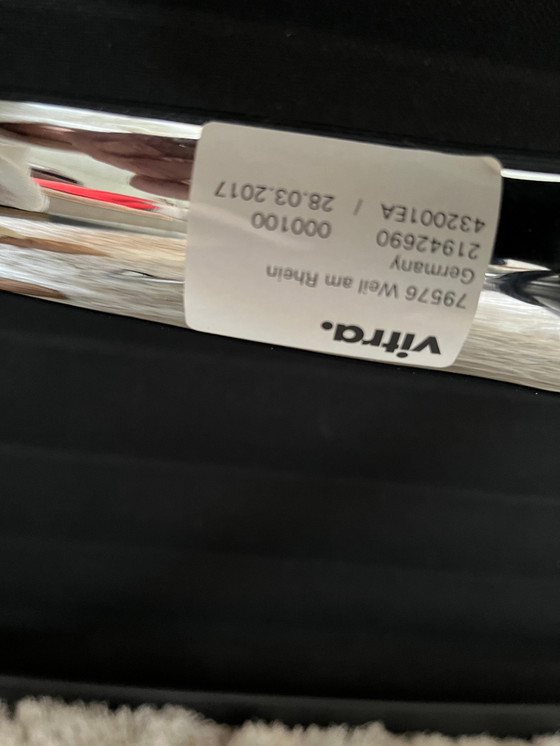 vitra.
79576 Weil am Rhein
Germany
21942690 000100
432001EA / 28.03.2017